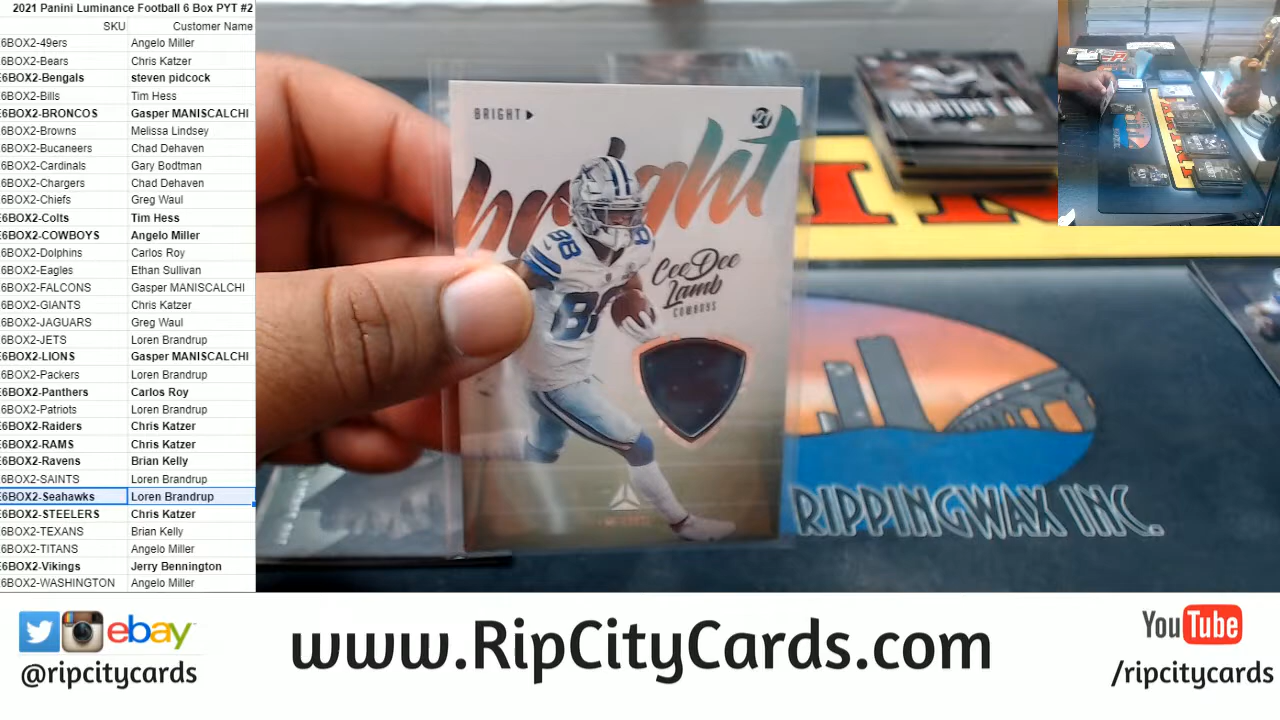 2021 Panini Luminance Football 6 Box PYT #2
SKU Customer Name
6BOX2-49ers Angelo Miller
6BOX2-Bears Chris Katzer
6BOX2-Bengals steven pidcock
6BOX2-Bills Tim Hess
6BOX2-BRONCOS Gasper MANISCALCHI
6BOX2-Browns Melissa Lindsey
6BOX2-Bucaneers Chad Dehaven
6BOX2-Cardinals Gary Bodtman
6BOX2-Chargers Chad Dehaven
6BOX2-Chiefs Greg Waul
6BOX2-Colts Tim Hess
6BOX2-COWBOYS Angelo Miller
6BOX2-Dolphins Carlos Roy
6BOX2-Eagles Ethan Sullivan
6BOX2-FALCONS Gasper MANISCALCHI
6BOX2-GIANTS Chris Katzer
6BOX2-JAGUARS Greg Waul
6BOX2-JETS Loren Brandrup
6BOX2-LIONS Gasper MANISCALCHI
6BOX2-Packers Loren Brandrup
6BOX2-Panthers Carlos Roy
6BOX2-Patriots Loren Brandrup
6BOX2-Raiders Chris Katzer
6BOX2-RAMS Chris Katzer
6BOX2-Ravens Brian Kelly
6BOX2-SAINTS Loren Brandrup
6BOX2-Seahawks Loren Brandrup
6BOX2-STEELERS Chris Katzer
6BOX2-TEXANS Brian Kelly
6BOX2-TITANS Angelo Miller
6BOX2-Vikings Jerry Bennington
6BOX2-WASHINGTON Angelo Miller
BRIGHT
21
bright
88
CeeDee
Lamb
COWBOYS
RIPPINGWAX INC.
ebay
@ripcitycards
www.RipCityCards.com
YouTube
/ripcitycards